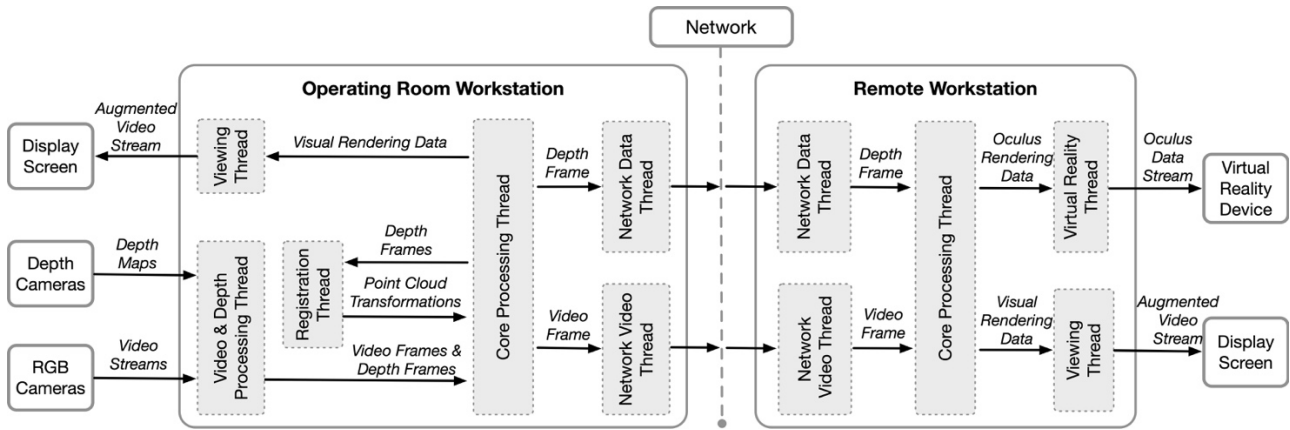 Network
Operating Room Workstation
Remote Workstation
Display
Screen
Augmented
Video
Stream
Viewing
Thread
Visual Rendering Data
Depth
Cameras
Depth
Maps
RGB
Cameras
Video
Streams
Video & Depth
Processing Thread
Registration
Thread
Depth
Frames
Point Cloud
Transformations
Video Frames &
Depth Frames
Core Processing Thread
Depth
Frame
Network Data
Thread
Video
Frame
Network Video
Thread
Network Data
Thread
Depth
Frame
Network
Video Thread
Video
Frame
Core Processing Thread
Oculus
Rendering
Data
Virtual Reality
Thread
Oculus
Data
Stream
Virtual
Reality
Device
Visual
Rendering
Data
Viewing
Thread
Augmented
Video
Stream
Display
Screen